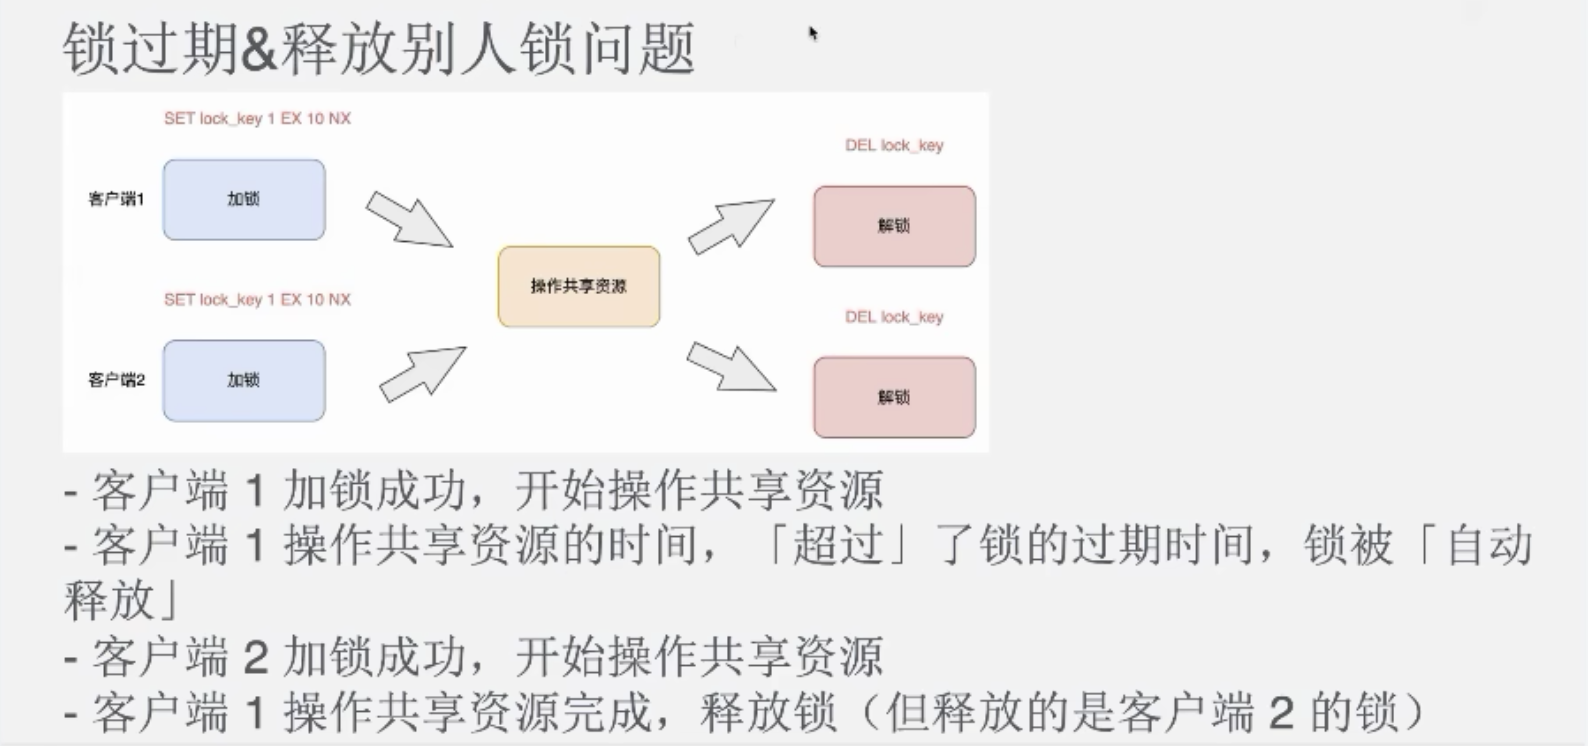 锁过期&释放别人锁问题
SET lock_key 1 EX 10 NX
DEL lock_key
客户端1
加锁
解锁
操作共享资源
SET lock_key 1 EX 10 NX
DEL lock_key
客户端2
加锁
解锁
- 客户端 1 加锁成功，开始操作共享资源
- 客户端 1 操作共享资源的时间，「超过」了锁的过期时间，锁被「自动
释放」
- 客户端 2 加锁成功，开始操作共享资源
- 客户端 1 操作共享资源完成，释放锁（但释放的是客户端 2 的锁）